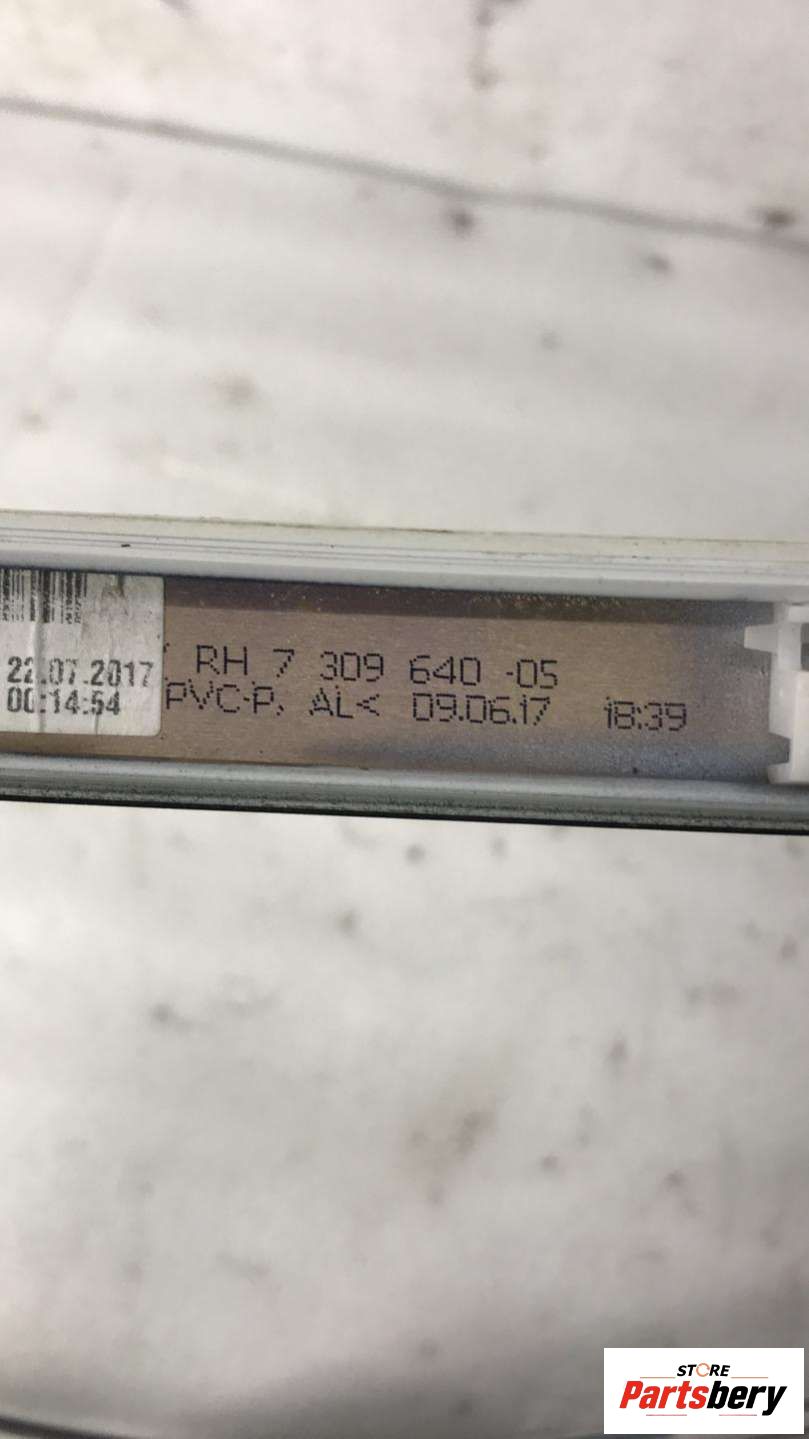 RH 7 309 640 -05
PVC-P, AL< 09.06.17 18:39
22.07.2017
00:14:54
STORE
Partsbery